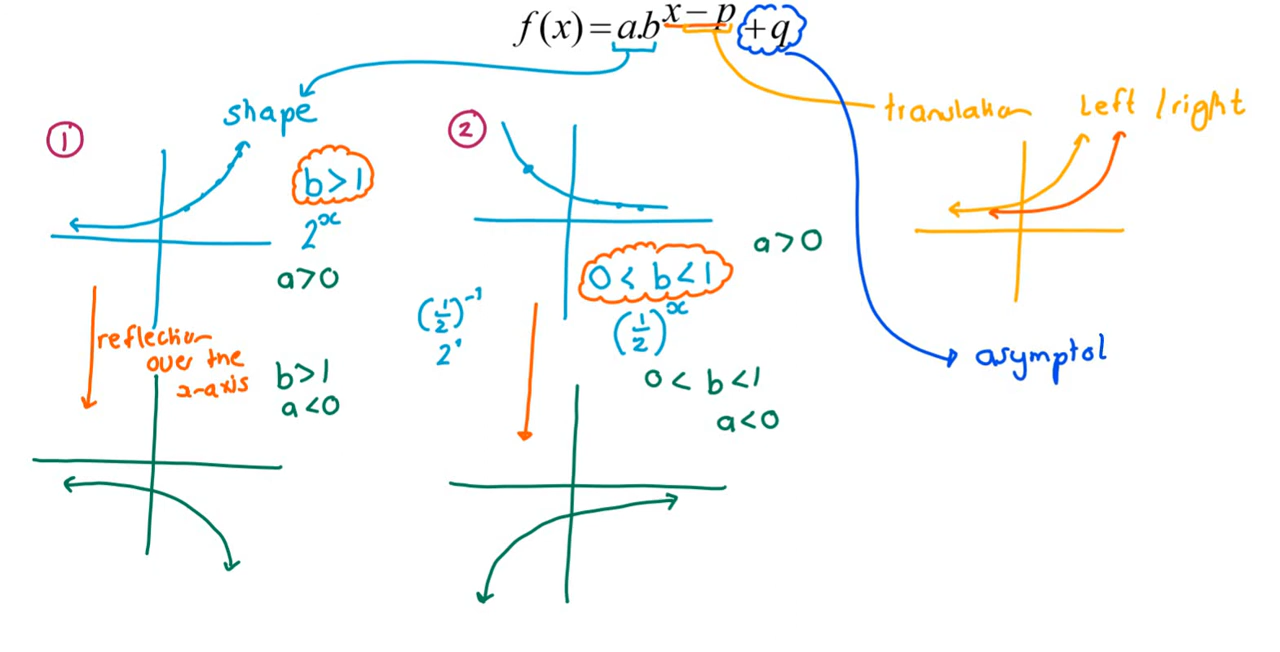 f(x) = a.b^{x-p} + q
shape
translation left / right
①
b > 1
2^x
a > 0
reflection
over the
x-axis
b > 1
a < 0
②
a > 0
0 < b < 1
(1/2)^x
(1/2)^{-1}
2^1
0 < b < 1
a < 0
asymptot